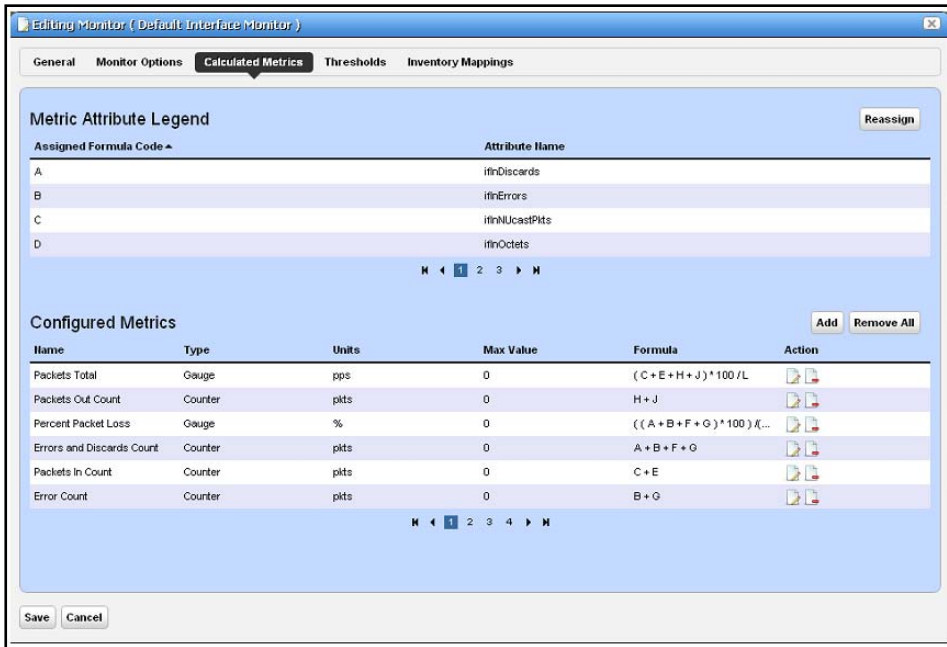 Editing Monitor ( Default Interface Monitor )
General Monitor Options Calculated Metrics Thresholds Inventory Mappings
Metric Attribute Legend Reassign
Assigned Formula Code Attribute Name
A ifInDiscards
B ifInErrors
C ifInNUcastPkts
D ifInOctets
1 2 3
Configured Metrics Add Remove All
Name Type Units Max Value Formula Action
Packets Total Gauge pps 0 ( C + E + H + J ) * 100 / L
Packets Out Count Counter pkts 0 H + J
Percent Packet Loss Gauge % 0 ( ( A + B + F + G ) * 100 ) /(...
Errors and Discards Count Counter pkts 0 A + B + F + G
Packets In Count Counter pkts 0 C + E
Error Count Counter pkts 0 B + G
1 2 3 4
Save Cancel